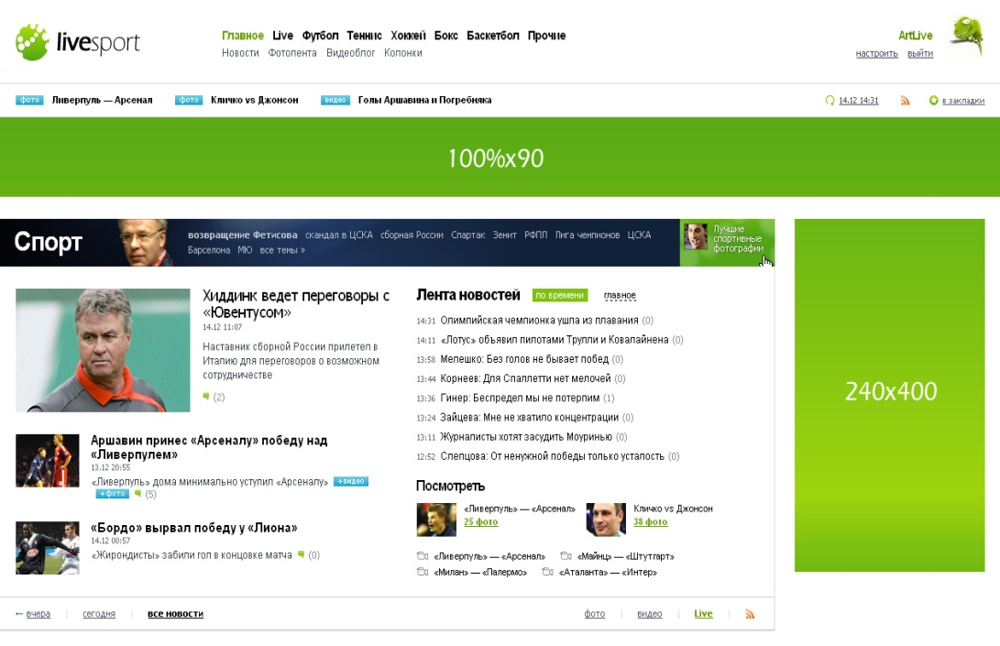 livesport
Главное Live Футбол Теннис Хоккей Бокс Баскетбол Прочие
Новости Фотолента Видеоблог Колонки
ArtLive
настроить выйти
фото Ливерпуль — Арсенал фото Кличко vs Джонсон видео Голы Аршавина и Погребняка
14.12 14:31 в закладки
100%x90
Спорт
возвращение Фетисова скандал в ЦСКА сборная России Спартак Зенит РФПЛ Лига чемпионов ЦСКА
Барселона МЮ все темы »
Лучшие
спортивные
фотографии
240x400
Хиддинк ведет переговоры с
«Ювентусом»
14.12 11:07
Наставник сборной России прилетел в
Италию для переговоров о возможном
сотрудничестве
(2)
Аршавин принес «Арсеналу» победу над
«Ливерпулем»
13.12 20:55
«Ливерпуль» дома минимально уступил «Арсеналу» +видео
+фото (5)
«Бордо» вырвал победу у «Лиона»
14.12 00:57
«Жирондисты» забили гол в концовке матча (0)
Лента новостей по времени главное
14:31 Олимпийская чемпионка ушла из плавания (0)
14:11 «Лотус» объявил пилотами Трулли и Ковалайнена (0)
13:58 Мелешко: Без голов не бывает побед (0)
13:44 Корнеев: Для Спаллетти нет мелочей (0)
13:36 Гинер: Беспредел мы не потерпим (1)
13:24 Зайцева: Мне не хватило концентрации (0)
13:11 Журналисты хотят засудить Моуринью (0)
12:52 Слепцова: От ненужной победы только усталость (0)
Посмотреть
«Ливерпуль» — «Арсенал»
25 фото
Кличко vs Джонсон
38 фото
«Ливерпуль» — «Арсенал» «Майнц» — «Штутгарт»
«Милан» — «Палермо» «Аталанта» — «Интер»
← вчера сегодня все новости фото видео Live